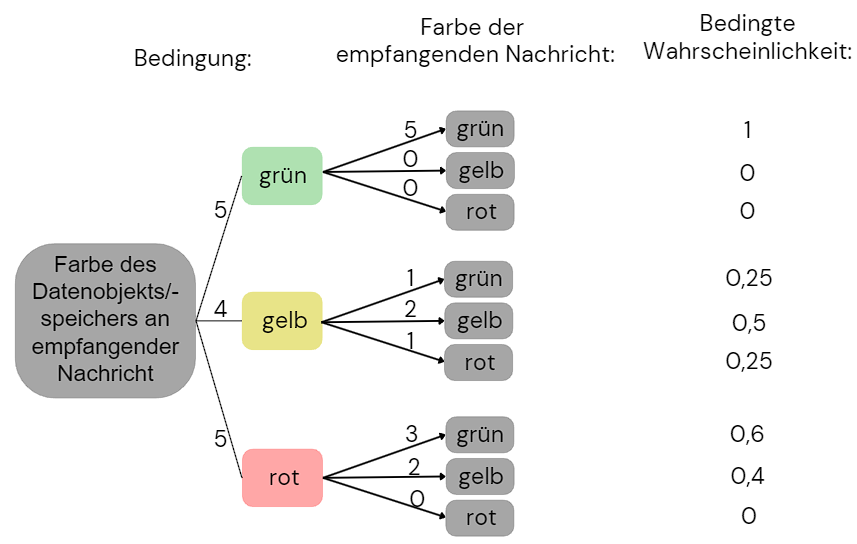 Bedingung:
Farbe der
empfangenden Nachricht:
Bedingte
Wahrscheinlichkeit:
Farbe des
Datenobjekts/-
speichers an
empfangender
Nachricht
5
grün
5
grün
1
0
gelb
0
0
rot
0
4
gelb
1
grün
0,25
2
gelb
0,5
1
rot
0,25
5
rot
3
grün
0,6
2
gelb
0,4
0
rot
0